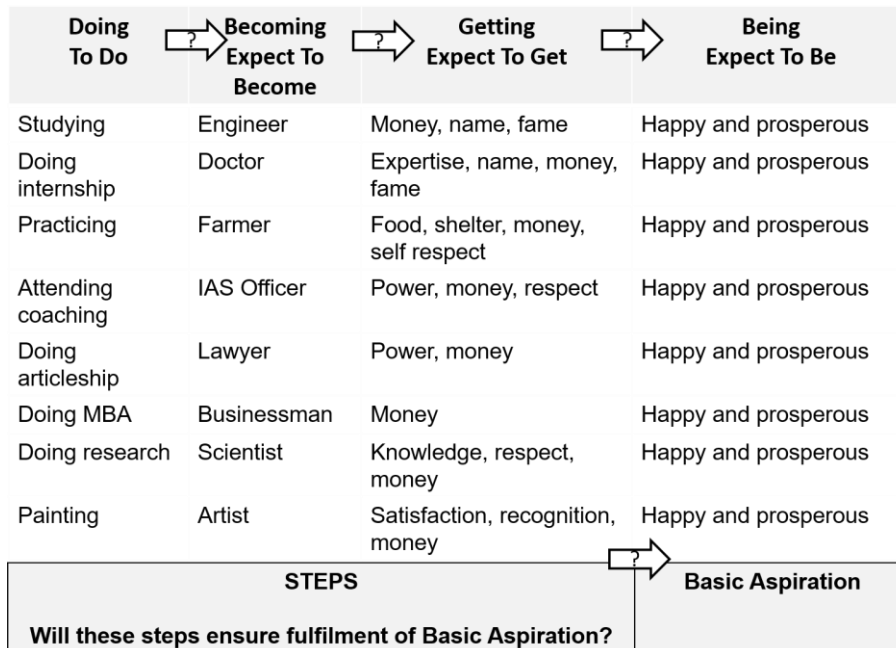 Doing ? Becoming ? Getting ? Being
To Do Expect To Expect To Get Expect To Be
Become
Studying Engineer Money, name, fame Happy and prosperous
Doing Doctor Expertise, name, money, Happy and prosperous
internship fame
Practicing Farmer Food, shelter, money, Happy and prosperous
self respect
Attending IAS Officer Power, money, respect Happy and prosperous
coaching
Doing Lawyer Power, money Happy and prosperous
articleship
Doing MBA Businessman Money Happy and prosperous
Doing research Scientist Knowledge, respect, Happy and prosperous
money
Painting Artist Satisfaction, recognition, Happy and prosperous
money
?
STEPS Basic Aspiration
Will these steps ensure fulfilment of Basic Aspiration?